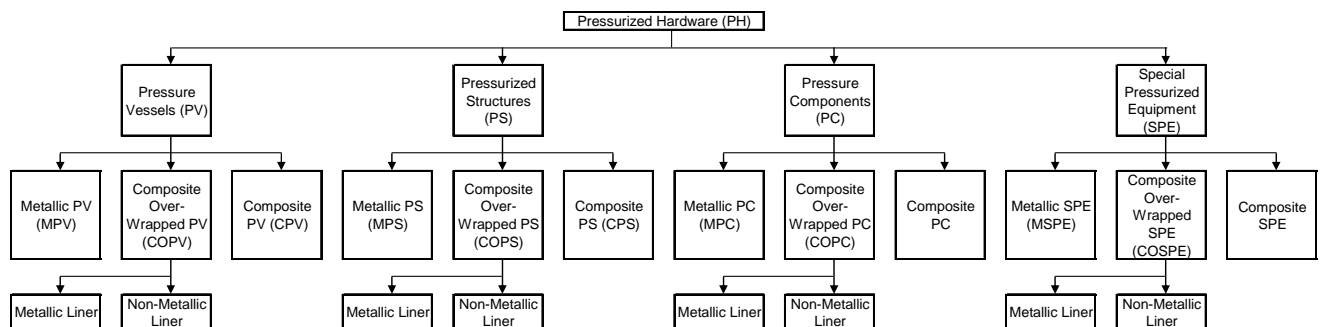 Pressurized Hardware (PH)
Pressure
Vessels (PV)
Pressurized
Structures
(PS)
Pressure
Components
(PC)
Special
Pressurized
Equipment
(SPE)
Metallic PV
(MPV)
Composite
Over-
Wrapped PV
(COPV)
Composite
PV (CPV)
Metallic PS
(MPS)
Composite
Over-
Wrapped PS
(COPS)
Composite
PS (CPS)
Metallic PC
(MPC)
Composite
Over-
Wrapped PC
(COPC)
Composite
PC
Metallic SPE
(MSPE)
Composite
Over-
Wrapped
SPE
(COSPE)
Composite
SPE
Metallic Liner
Non-Metallic
Liner
Metallic Liner
Non-Metallic
Liner
Metallic Liner
Non-Metallic
Liner
Metallic Liner
Non-Metallic
Liner